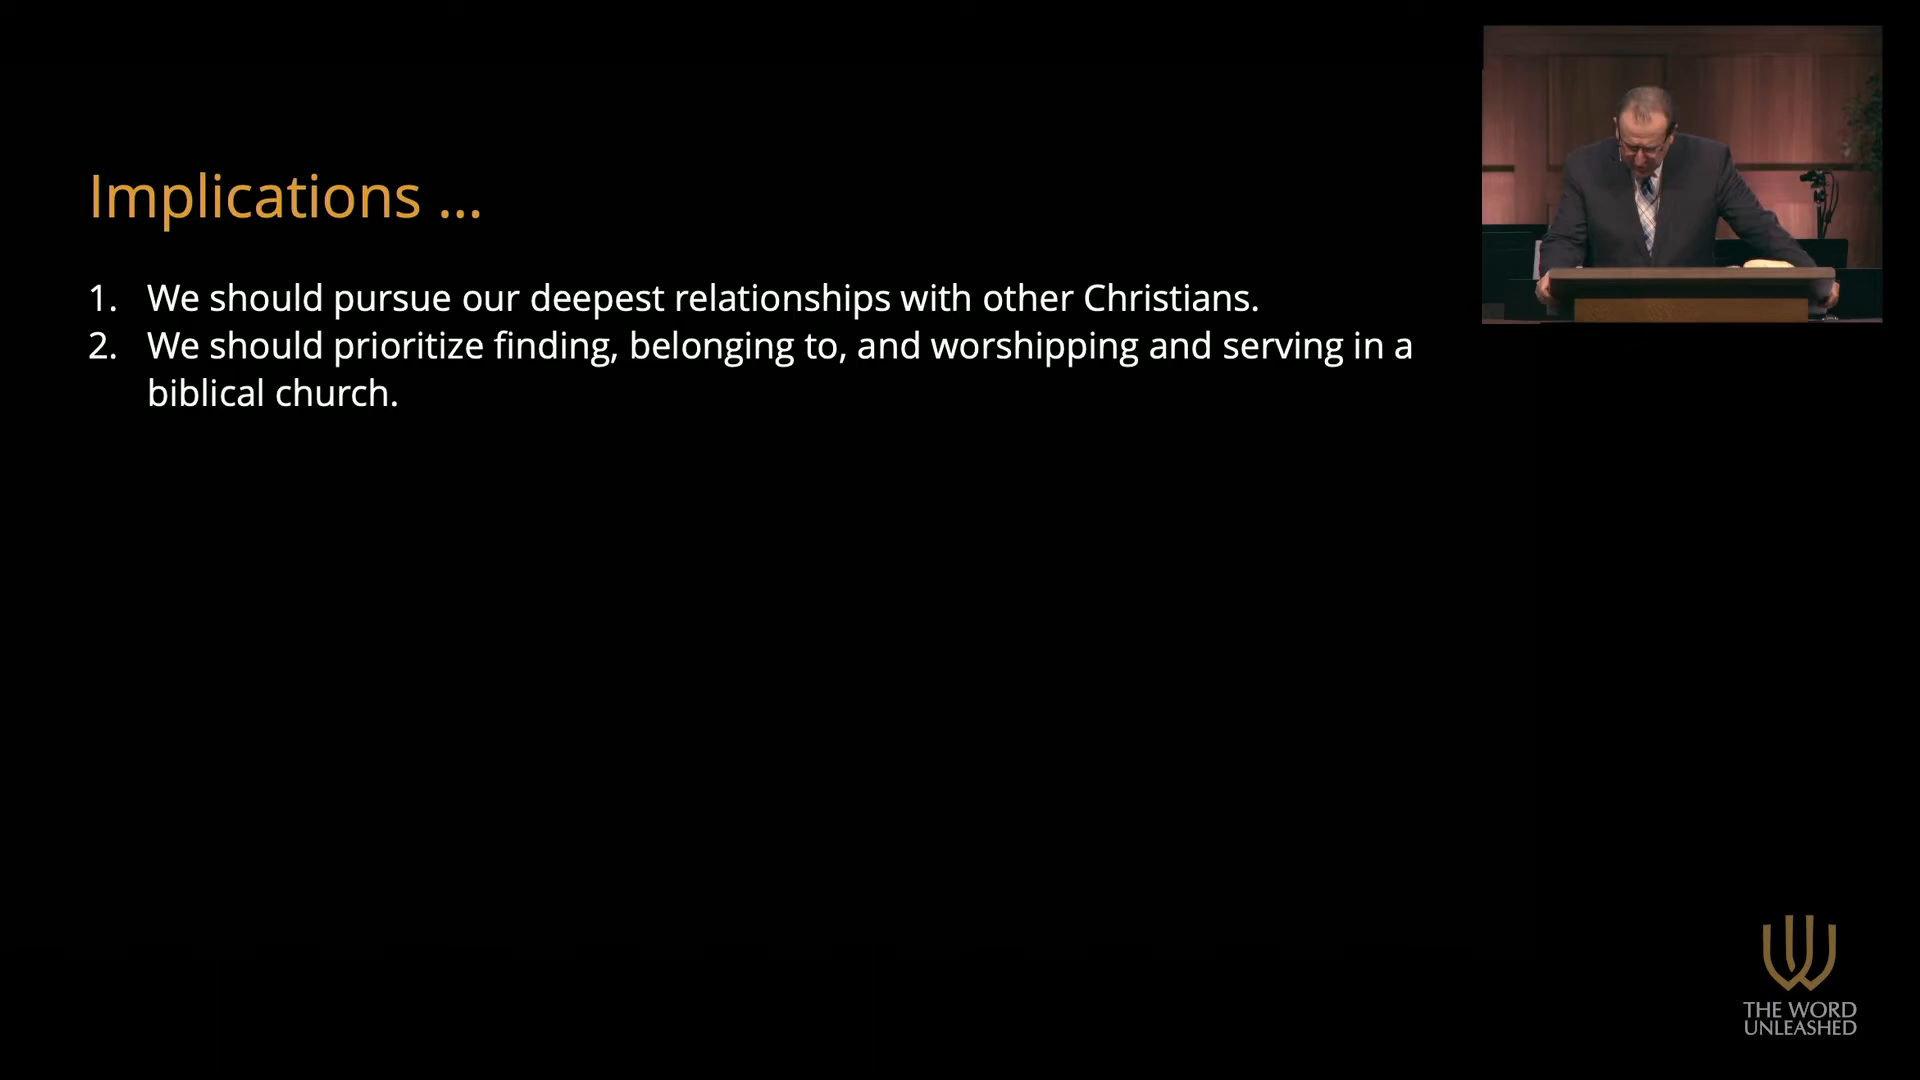 Implications ...
1. We should pursue our deepest relationships with other Christians.
2. We should prioritize finding, belonging to, and worshipping and serving in a
biblical church.
THE WORD
UNLEASHED